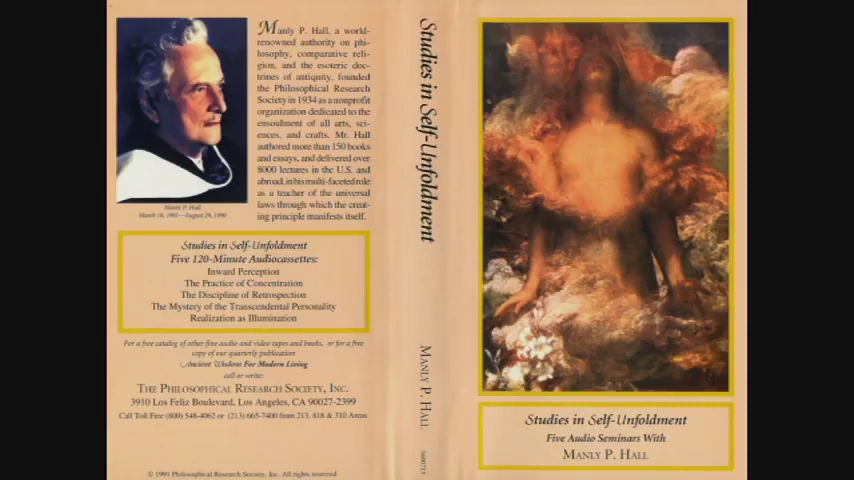 Manly P. Hall, a world-
renowned authority on phi-
losophy, comparative reli-
gion, and the esoteric doc-
trines of antiquity, founded
the Philosophical Research
Society in 1934 as a nonprofit
organization dedicated to the
ensoulment of all arts, sci-
ences, and crafts. Mr. Hall
authored more than 150 books
and essays, and delivered over
8000 lectures in the U.S. and
abroad, in his multi-faceted role
as a teacher of the universal
laws through which the creat-
ing principle manifests itself.
Manly P. Hall
March 18, 1901—August 29, 1990
Studies in Self-Unfoldment
Five 120-Minute Audiocassettes:
Inward Perception
The Practice of Concentration
The Discipline of Retrospection
The Mystery of the Transcendental Personality
Realization as Illumination
For a free catalog of other fine audio and video tapes and books, or for a free
copy of our quarterly publication
Ancient Wisdom For Modern Living
call or write:
THE PHILOSOPHICAL RESEARCH SOCIETY, INC.
3910 Los Feliz Boulevard, Los Angeles, CA 90027-2399
Call Toll Free (800) 548-4062 or (213) 665-7400 from 213, 818 & 310 Areas
© 1991 Philosophical Research Society, Inc. All rights reserved.
Studies in Self-Unfoldment
MANLY P. HALL
Studies in Self-Unfoldment
Five Audio Seminars With
MANLY P. HALL